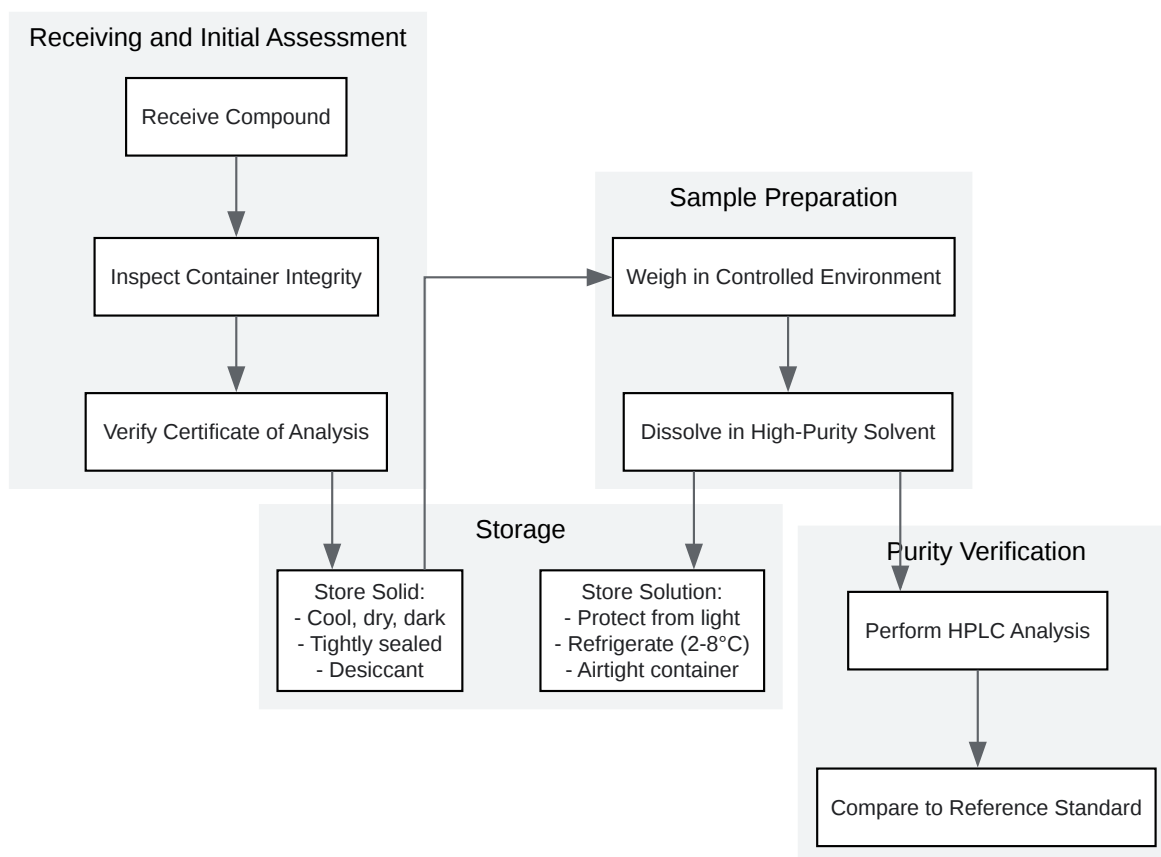 Receiving and Initial Assessment
Receive Compound
Inspect Container Integrity
Verify Certificate of Analysis
Sample Preparation
Weigh in Controlled Environment
Dissolve in High-Purity Solvent
Storage
Store Solid:
- Cool, dry, dark
- Tightly sealed
- Desiccant
Store Solution:
- Protect from light
- Refrigerate (2-8°C)
- Airtight container
Purity Verification
Perform HPLC Analysis
Compare to Reference Standard